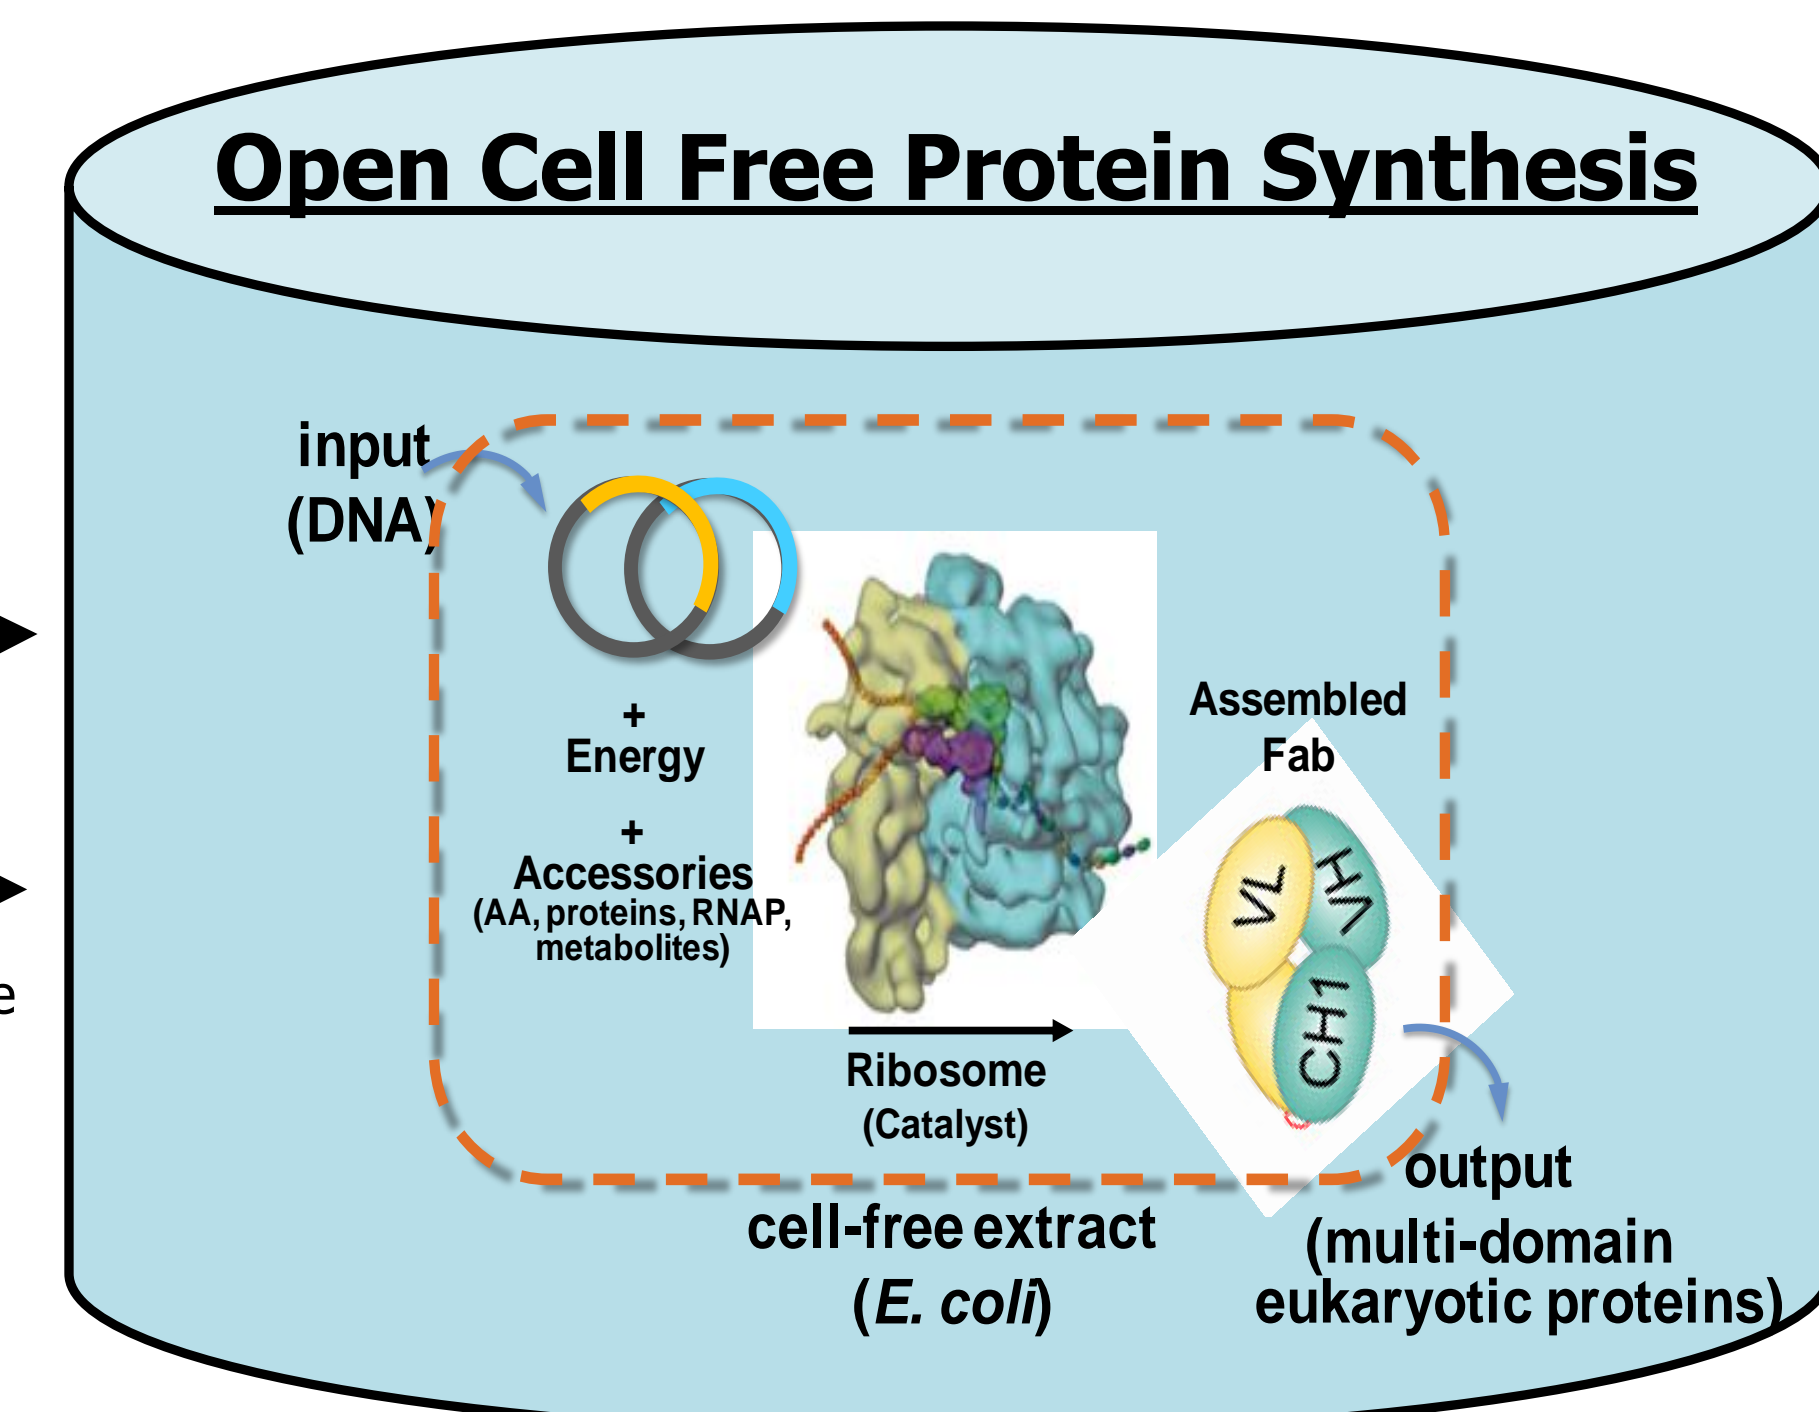 Open Cell Free Protein Synthesis
input
(DNA)
+
Energy
+
Accessories
(AA, proteins, RNAP,
metabolites)
Ribosome
(Catalyst)
Assembled
Fab
VL
VH
CH1
output
(multi-domain
eukaryotic proteins)
cell-free extract
(E. coli)
e